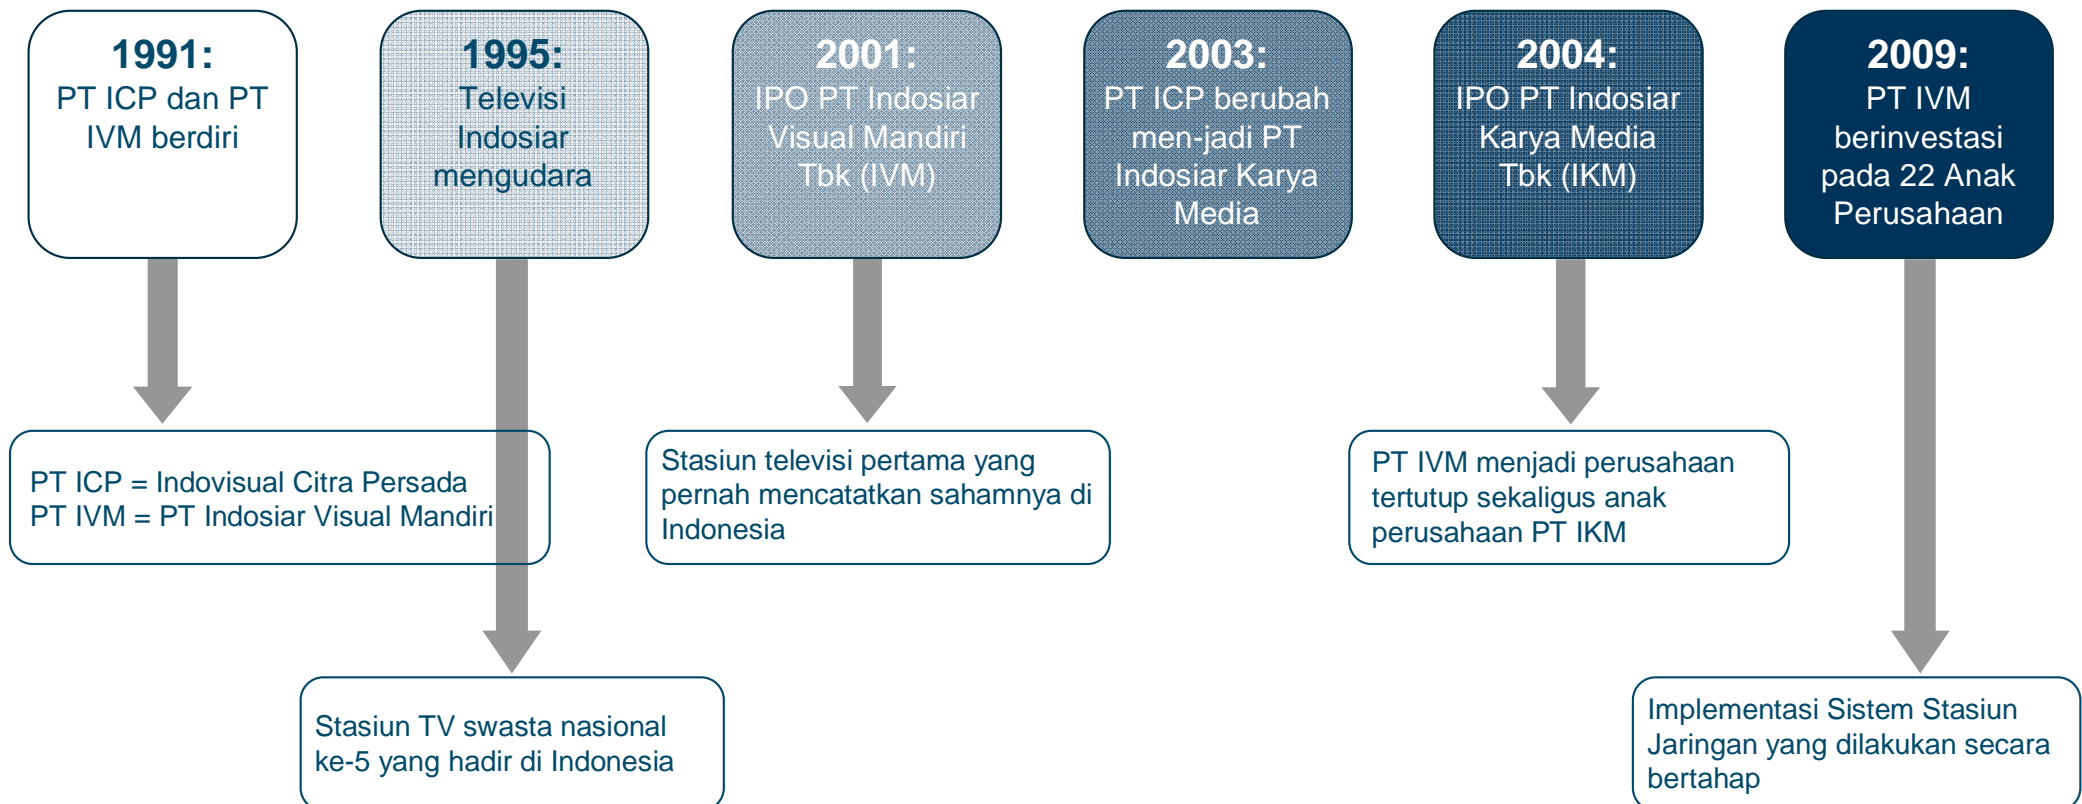 1991:
PT ICP dan PT
IVM berdiri
1995:
Televisi
Indosiar
mengudara
2001:
IPO PT Indosiar
Visual Mandiri
Tbk (IVM)
2003:
PT ICP berubah
men-jadi PT
Indosiar Karya
Media
2004:
IPO PT Indosiar
Karya Media
Tbk (IKM)
2009:
PT IVM
berinvestasi
pada 22 Anak
Perusahaan
PT ICP = Indovisual Citra Persada
PT IVM = PT Indosiar Visual Mandiri
Stasiun televisi pertama yang
pernah mencatatkan sahamnya di
Indonesia
PT IVM menjadi perusahaan
tertutup sekaligus anak
perusahaan PT IKM
Stasiun TV swasta nasional
ke-5 yang hadir di Indonesia
Implementasi Sistem Stasiun
Jaringan yang dilakukan secara
bertahap